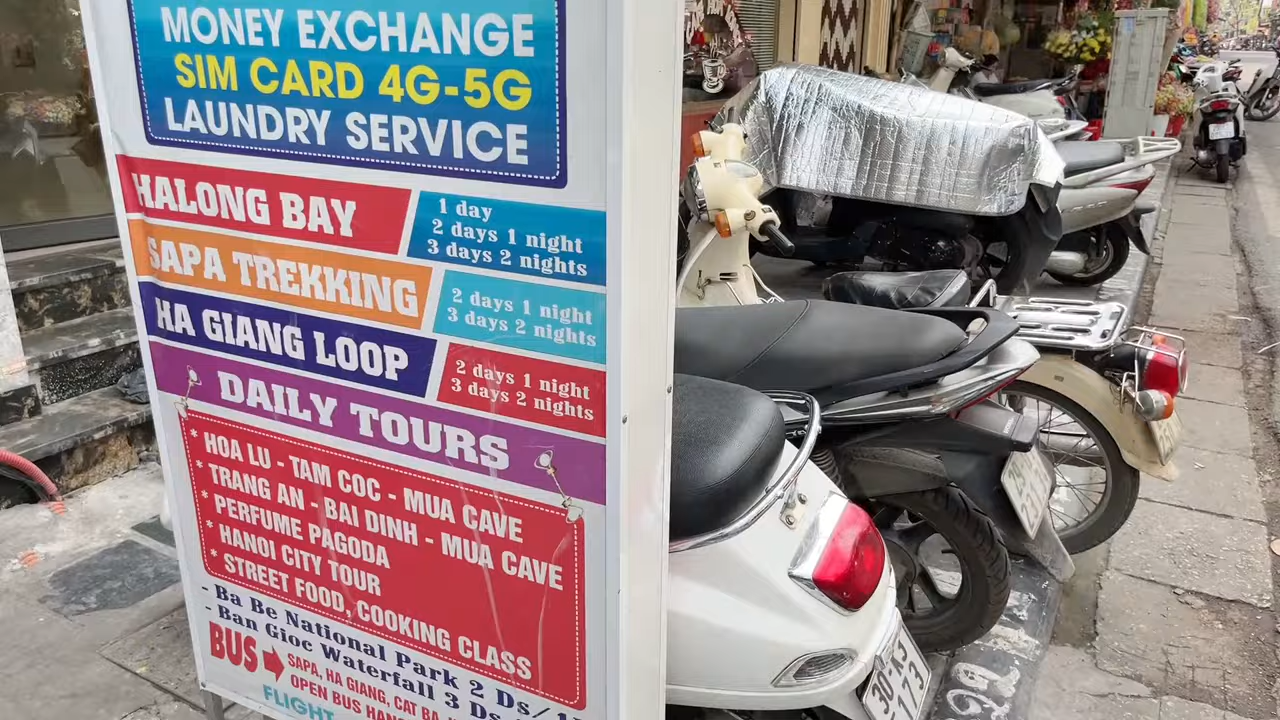 MONEY EXCHANGE
SIM CARD 4G-5G
LAUNDRY SERVICE
HALONG BAY
1 day
2 days 1 night
3 days 2 nights
SAPA TREKKING
2 days 1 night
3 days 2 nights
HA GIANG LOOP
2 days 1 night
3 days 2 nights
DAILY TOURS
* HOA LU - TAM COC - MUA CAVE
* TRANG AN - BAI DINH - MUA CAVE
* PERFUME PAGODA
* HANOI CITY TOUR
* STREET FOOD, COOKING CLASS
- Ba Be National Park 2 Ds/1
- Ban Gioc Waterfall 3 Ds
BUS
SAPA, HA GIANG, CAT BA,
OPEN BUS
FLIGHT
22